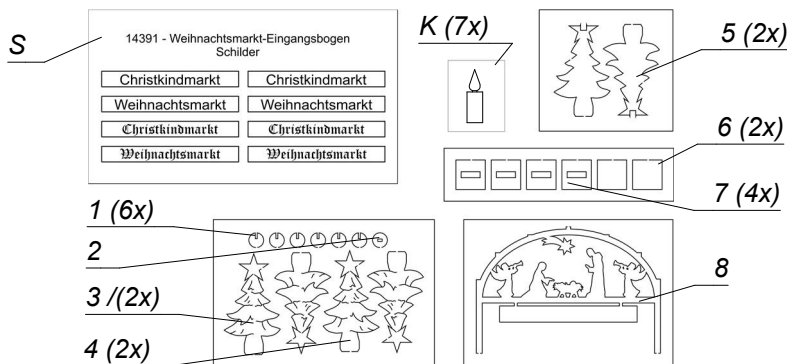 S
14391 - Weihnachtsmarkt-Eingangsbogen
Schilder
Christkindmarkt Christkindmarkt
Weihnachtsmarkt Weihnachtsmarkt
Christkindmarkt Christkindmarkt
Weihnachtsmarkt Weihnachtsmarkt
K (7x)
5 (2x)
6 (2x)
7 (4x)
1 (6x)
2
3 /(2x)
4 (2x)
8